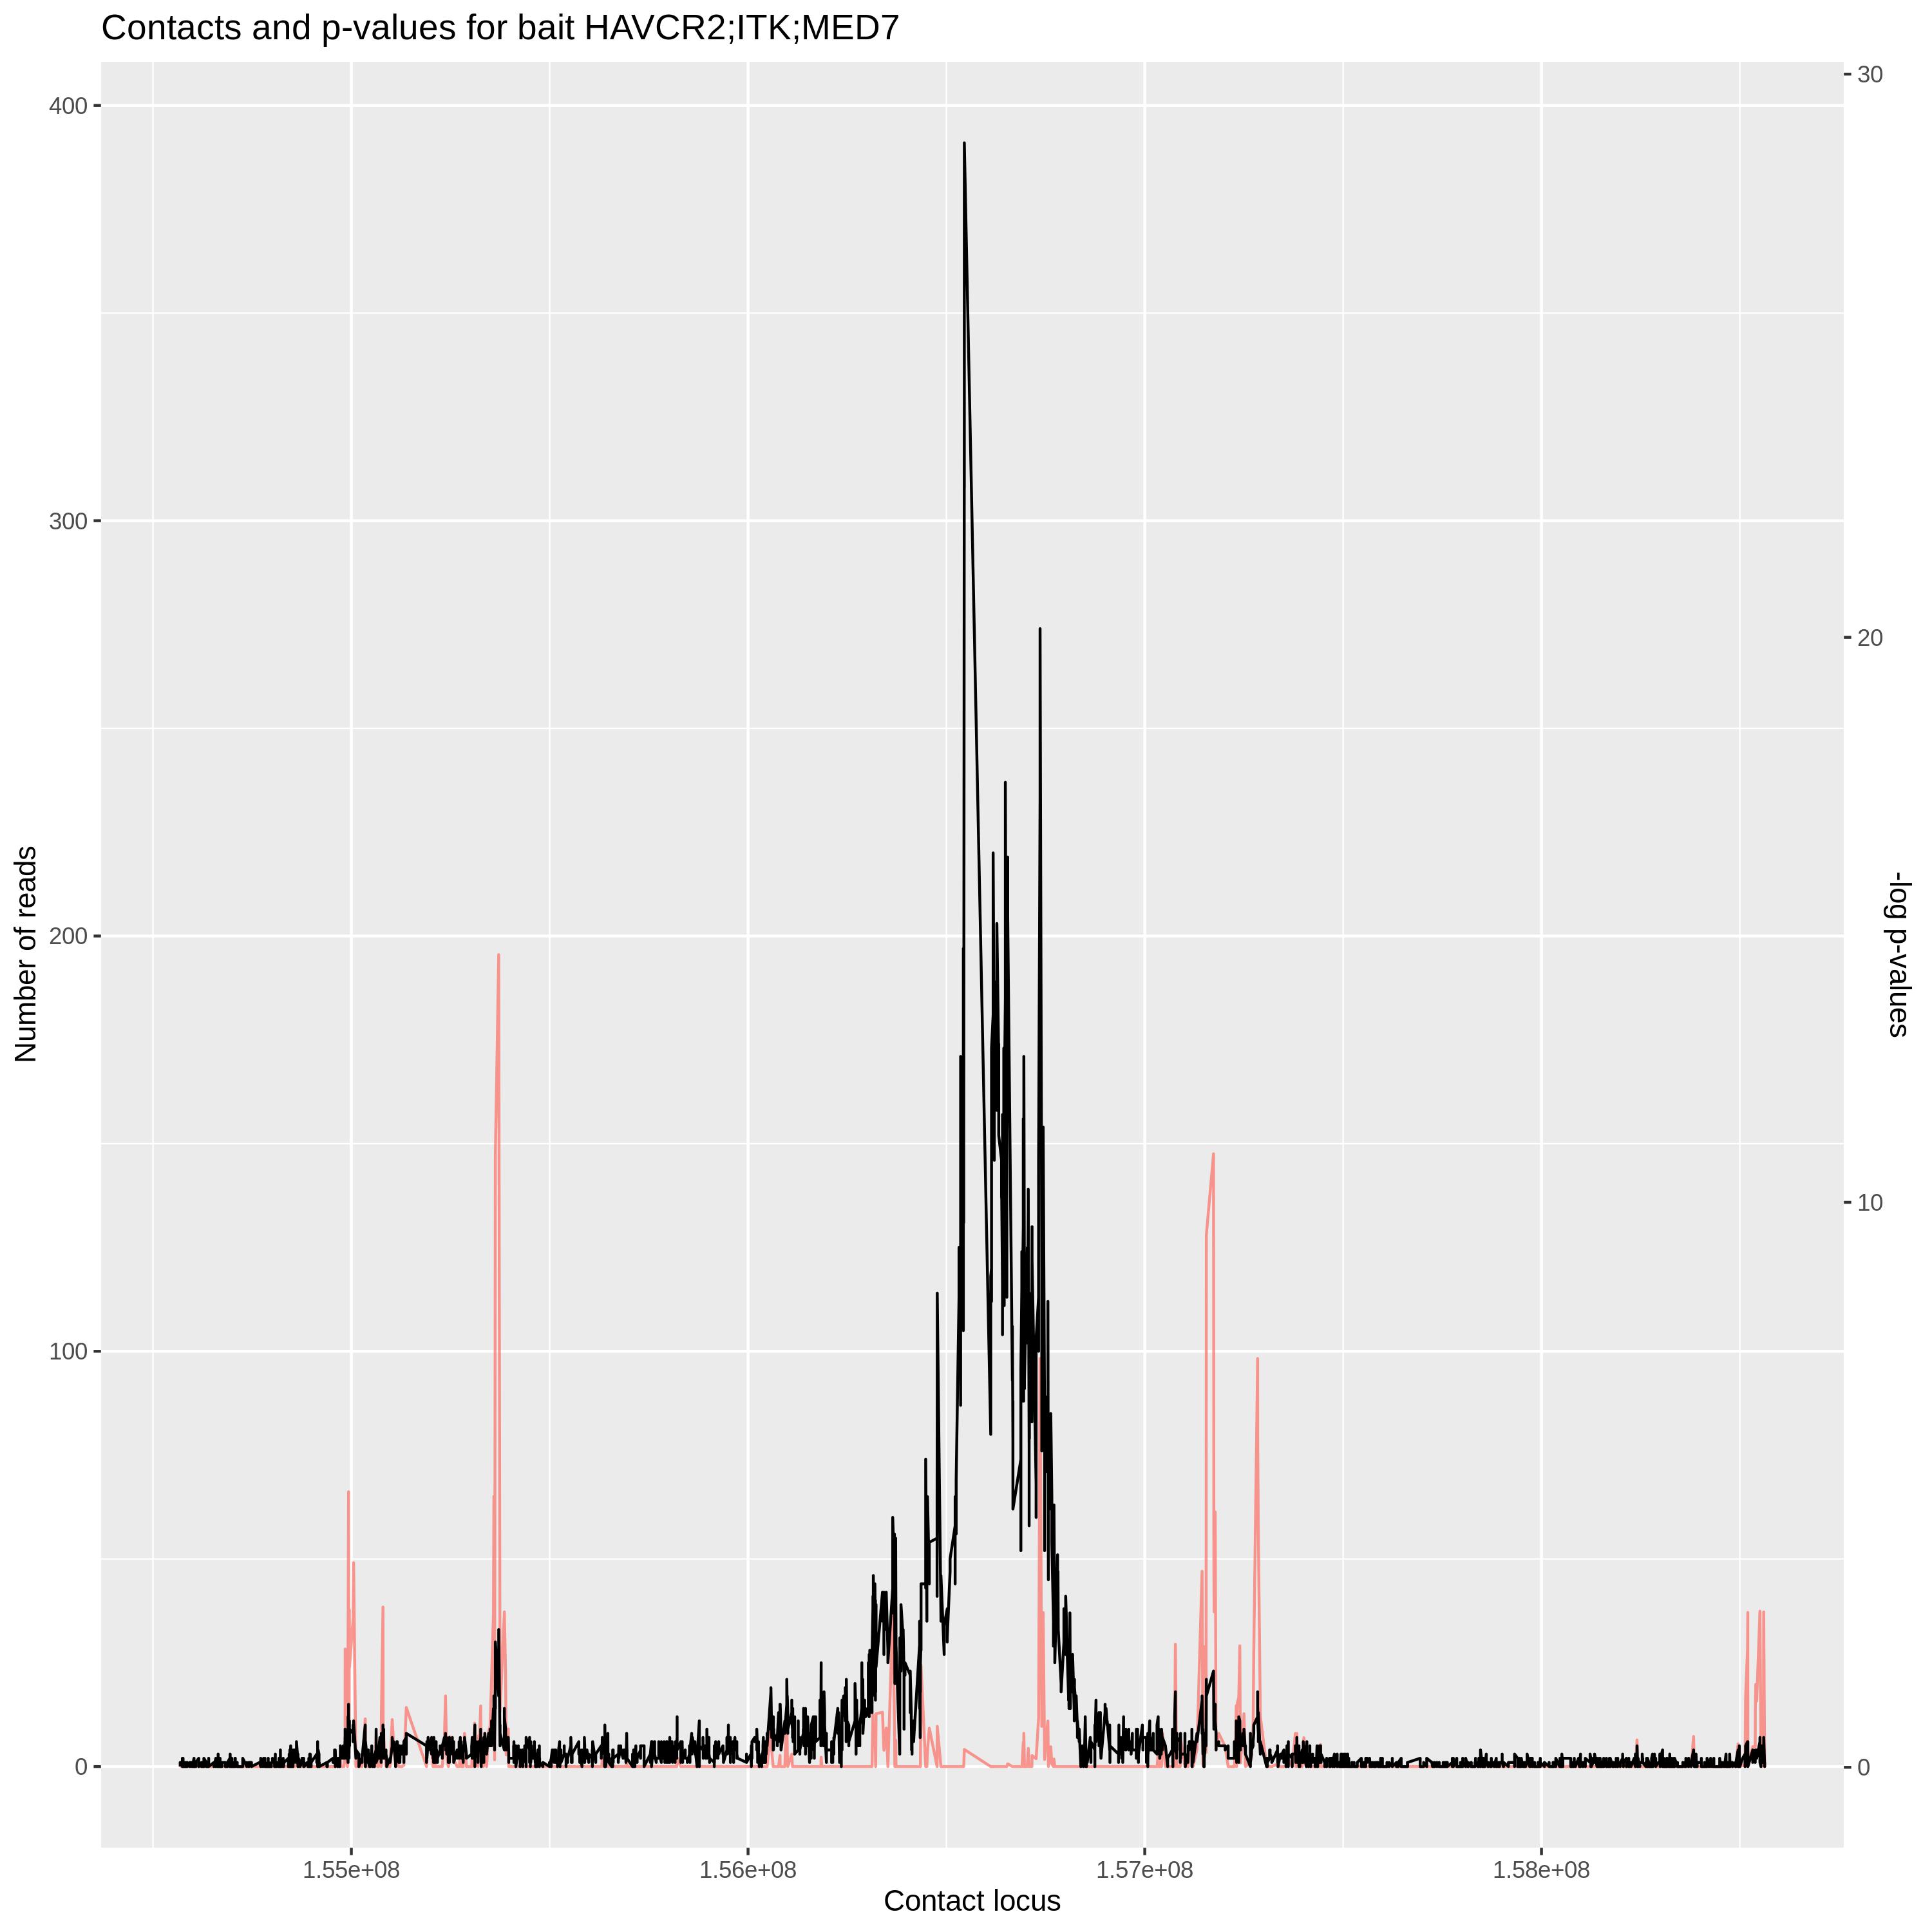 Contacts and p-values for bait HAVCR2;ITK;MED7
400
300
200
100
0
30
20
10
0
Number of reads
-log p-values
1.55e+08 1.56e+08 1.57e+08 1.58e+08
Contact locus